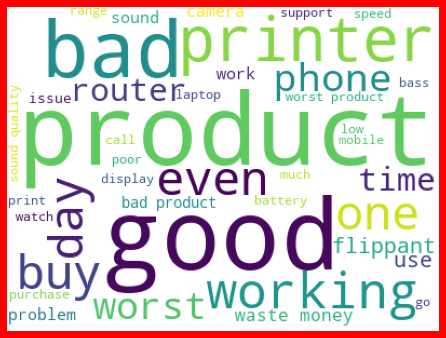 range
sound
camera
support
speed
bad
printer
router
laptop
work
phone
bass
issue
worst product
sound quality
product
call
low
mobile
poor
display
even
much
time
day
print
watch
bad product
battery
good
one
flippant
buy
working
use
purchase
worst
go
problem
waste money